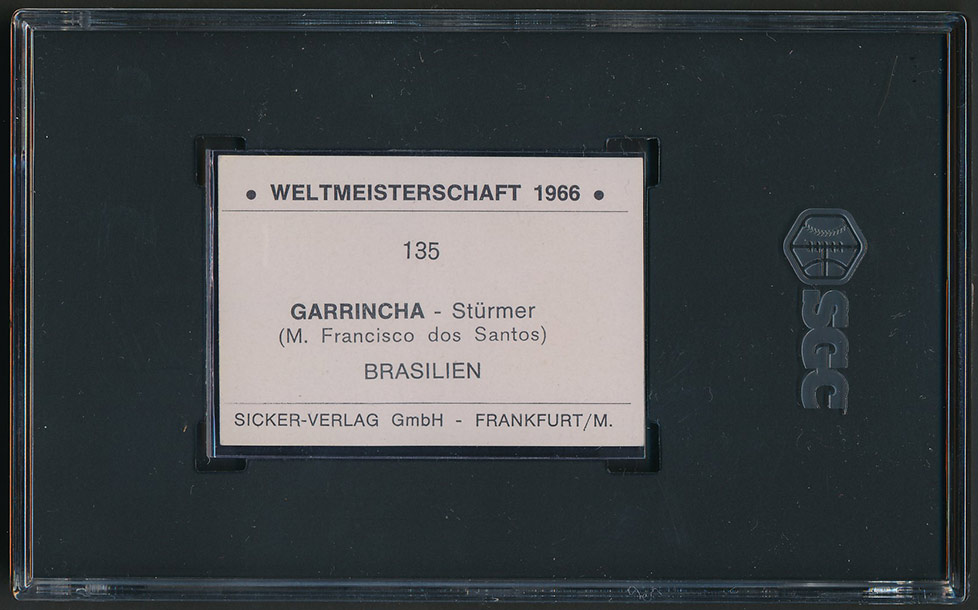 • WELTMEISTERSCHAFT 1966 •
135
GARRINCHA - Stürmer
(M. Francisco dos Santos)
BRASILIEN
SICKER-VERLAG GmbH - FRANKFURT/M.
SGC